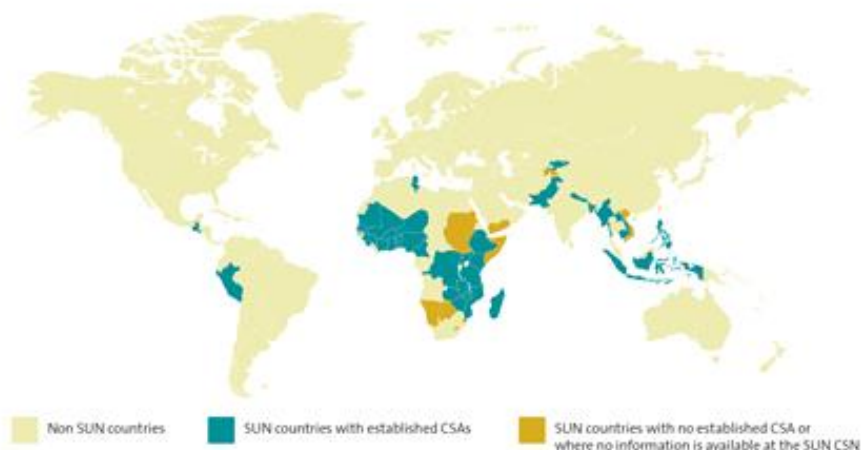 Non SUN countries
SUN countries with established CSAs
SUN countries with no established CSA or
where no information is available at the SUN CSN